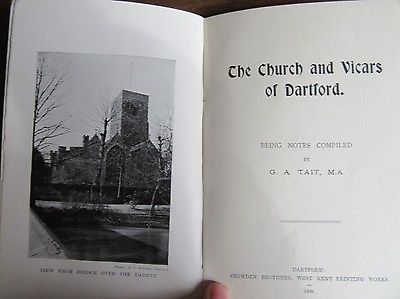 VIEW FROM BRIDGE OVER THE DARENT.
The Church and Vicars
of Dartford.
BEING NOTES COMPILED
BY
G. A. TAIT, M.A.
DARTFORD:
SNOWDEN BROTHERS, WEST KENT PRINTING WORKS.